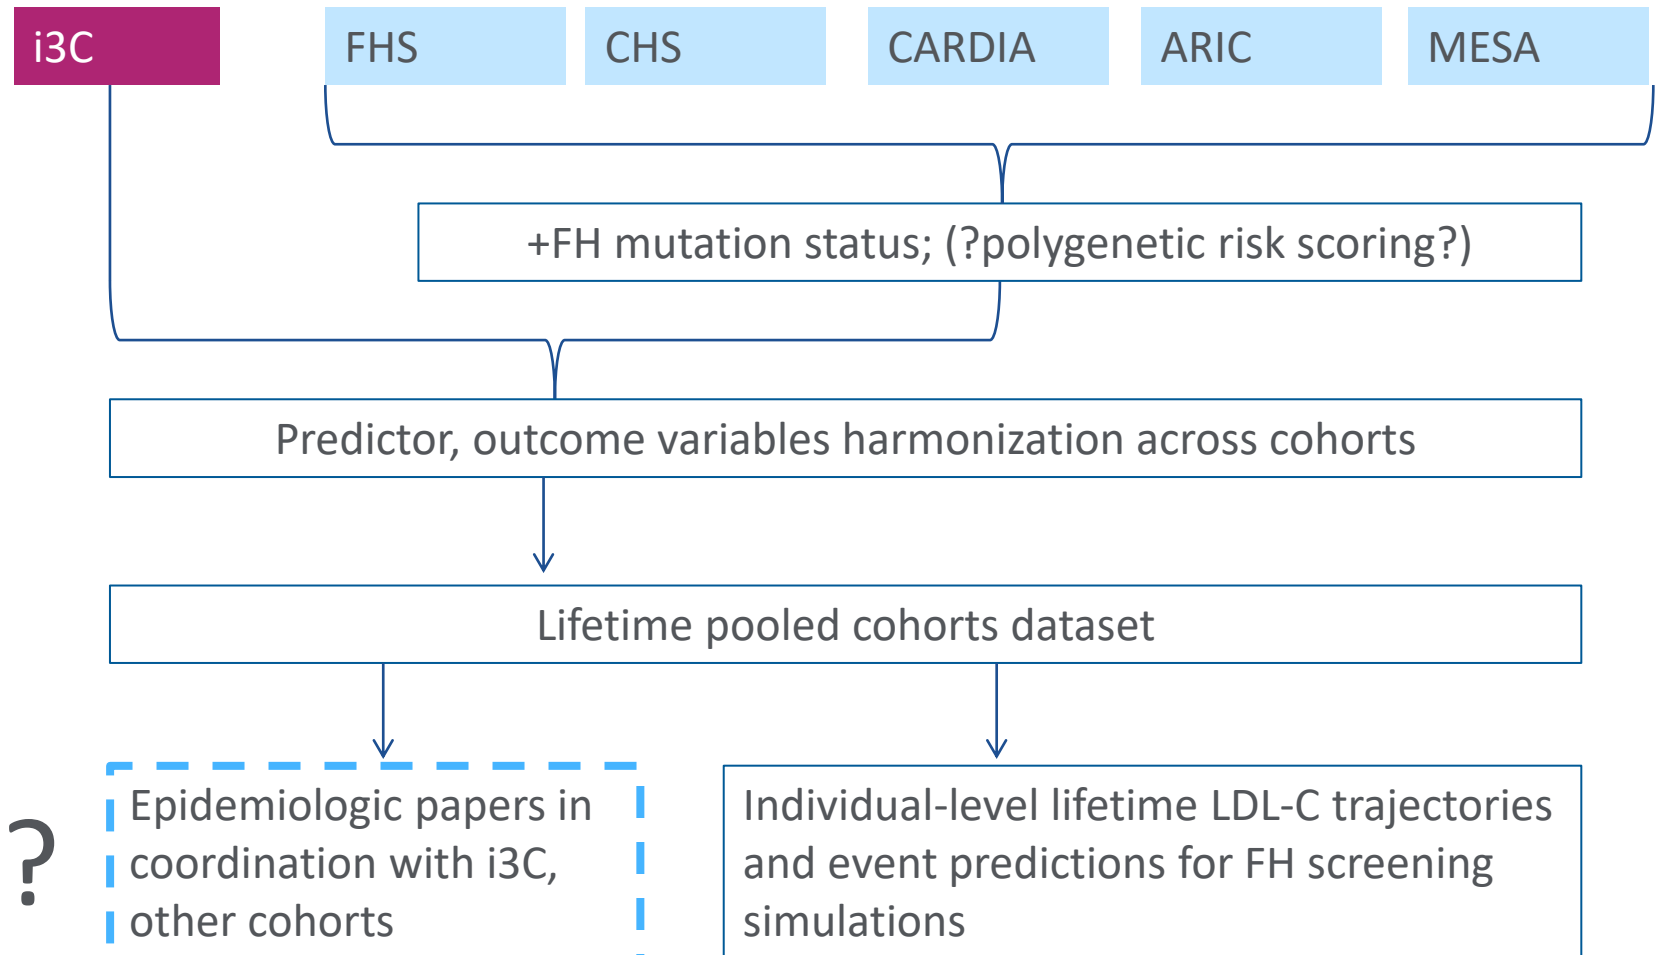 i3C
FHS
CHS
CARDIA
ARIC
MESA
+FH mutation status; (?polygenetic risk scoring?)
Predictor, outcome variables harmonization across cohorts
Lifetime pooled cohorts dataset
?
Epidemiologic papers in
coordination with i3C,
other cohorts
Individual-level lifetime LDL-C trajectories
and event predictions for FH screening
simulations